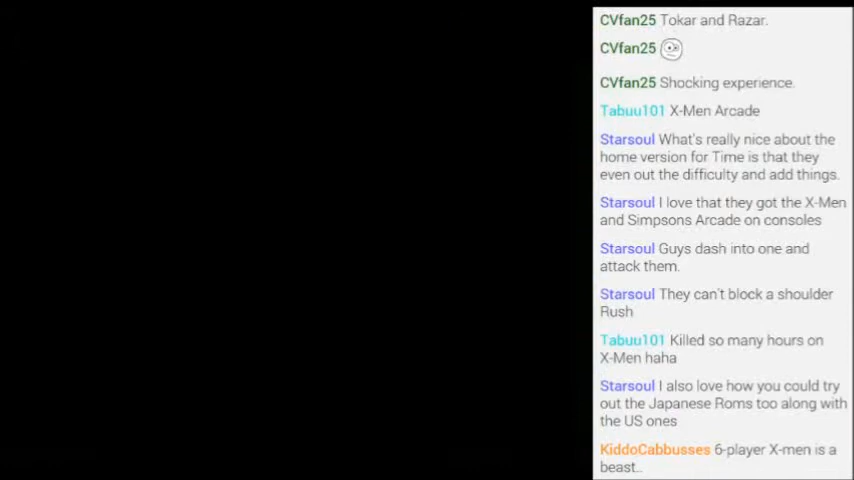 CVfan25 Tokar and Razar.
CVfan25
CVfan25 Shocking experience.
Tabuu101 X-Men Arcade
Starsoul What's really nice about the
home version for Time is that they
even out the difficulty and add things.
Starsoul I love that they got the X-Men
and Simpsons Arcade on consoles
Starsoul Guys dash into one and
attack them.
Starsoul They can't block a shoulder
Rush
Tabuu101 Killed so many hours on
X-Men haha
Starsoul I also love how you could try
out the Japanese Roms too along with
the US ones
KiddoCabbusses 6-player X-men is a
beast..